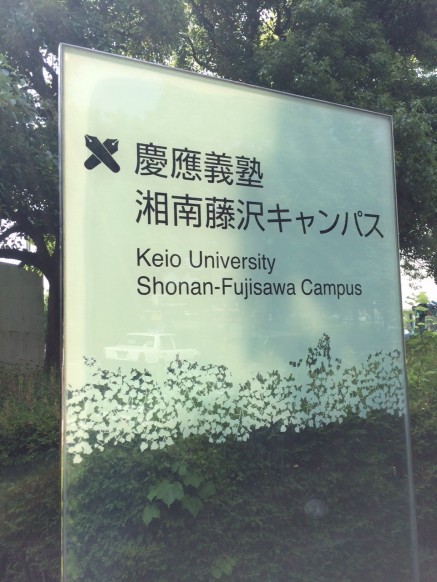 慶應義塾
湘南藤沢キャンパス
Keio University
Shonan-Fujisawa Campus